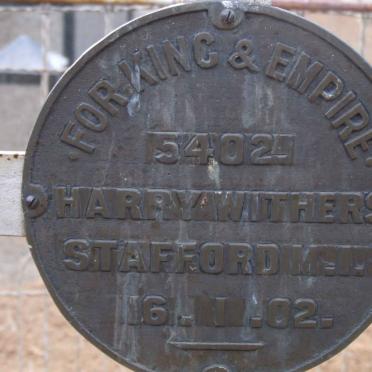 ·FOR KING & EMPIRE·
5402
HARRY WITHERS
STAFFORD
16. III .02.